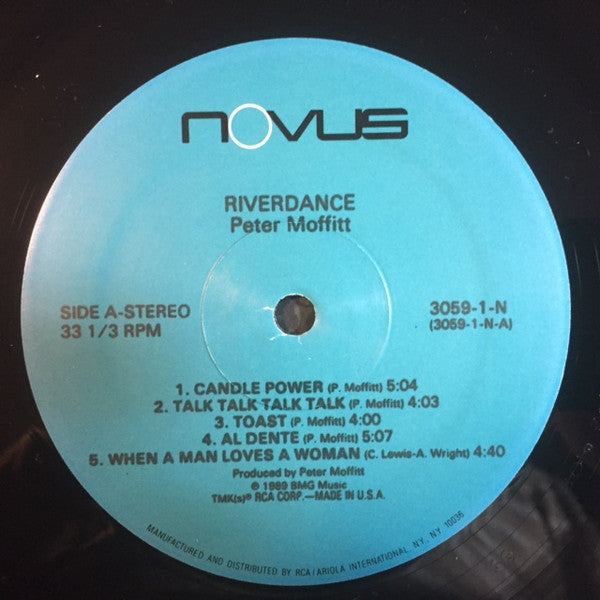 NOVUS
RIVERDANCE
Peter Moffitt
SIDE A-STEREO
33 1/3 RPM
3059-1-N
(3059-1-N-A)
1. CANDLE POWER (P. Moffitt) 5:04
2. TALK TALK TALK TALK (P. Moffitt) 4:03
3. TOAST (P. Moffitt) 4:00
4. AL DENTE (P. Moffitt) 5:07
5. WHEN A MAN LOVES A WOMAN (C. Lewis-A. Wright) 4:40
Produced by Peter Moffitt
℗ 1989 BMG Music
TMK(s)® RCA CORP.—MADE IN U.S.A.
MANUFACTURED AND DISTRIBUTED BY RCA / ARIOLA INTERNATIONAL, N.Y., N.Y. 10036